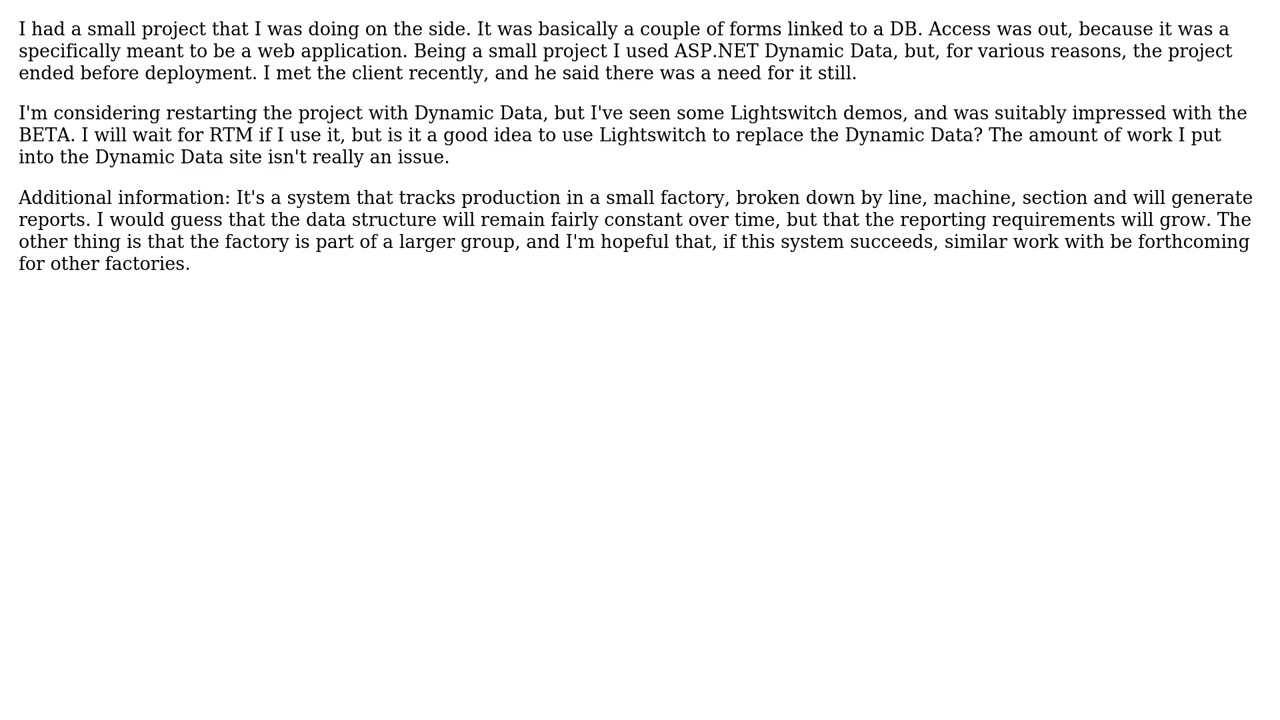 I had a small project that I was doing on the side. It was basically a couple of forms linked to a DB. Access was out, because it was a
specifically meant to be a web application. Being a small project I used ASP.NET Dynamic Data, but, for various reasons, the project
ended before deployment. I met the client recently, and he said there was a need for it still.
I'm considering restarting the project with Dynamic Data, but I've seen some Lightswitch demos, and was suitably impressed with the
BETA. I will wait for RTM if I use it, but is it a good idea to use Lightswitch to replace the Dynamic Data? The amount of work I put
into the Dynamic Data site isn't really an issue.
Additional information: It's a system that tracks production in a small factory, broken down by line, machine, section and will generate
reports. I would guess that the data structure will remain fairly constant over time, but that the reporting requirements will grow. The
other thing is that the factory is part of a larger group, and I'm hopeful that, if this system succeeds, similar work with be forthcoming
for other factories.